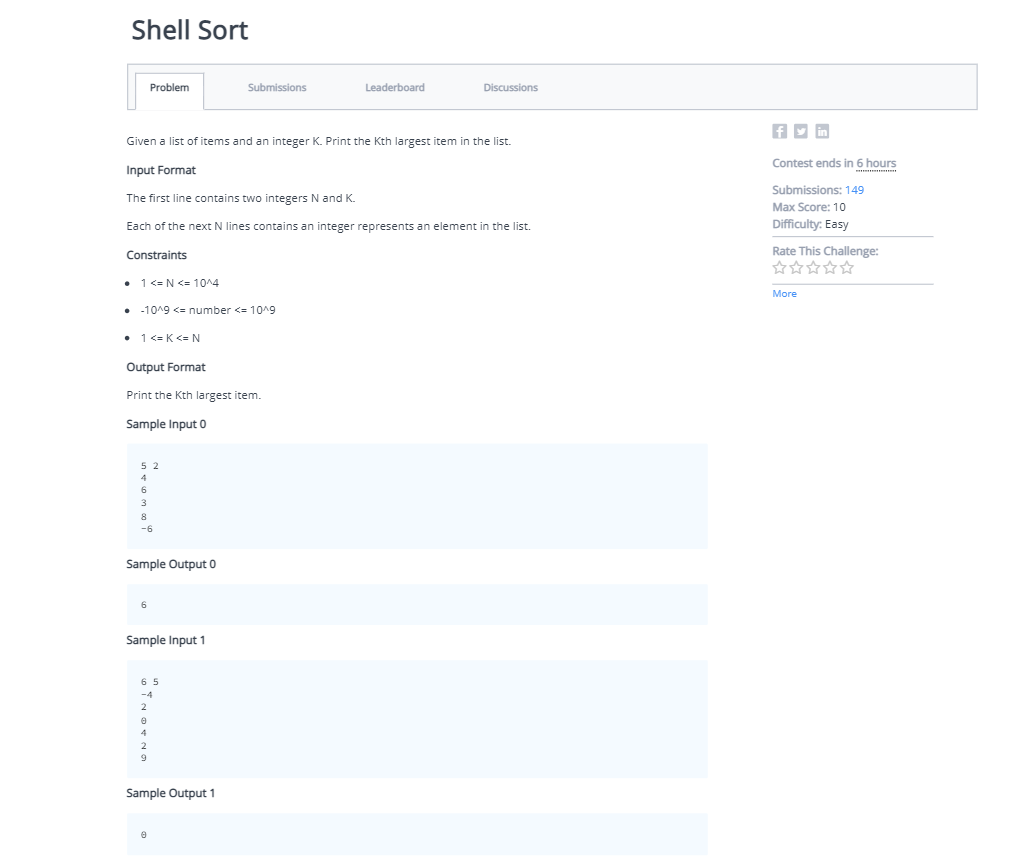 Shell Sort
Problem
Submissions
Leaderboard
Discussions
Given a list of items and an integer K. Print the Kth largest item in the list.
Input Format
The first line contains two integers N and K.
Each of the next N lines contains an integer represents an element in the list.
Constraints
1 <= N <= 10^4
-10^9 <= number <= 10^9
1 <= K <= N
Output Format
Print the Kth largest item.
Sample Input 0
5 2
4
6
3
8
-6
Sample Output 0
6
Sample Input 1
6 5
-4
2
0
4
2
9
Sample Output 1
0
Contest ends in 6 hours
Submissions: 149
Max Score: 10
Difficulty: Easy
Rate This Challenge:
More